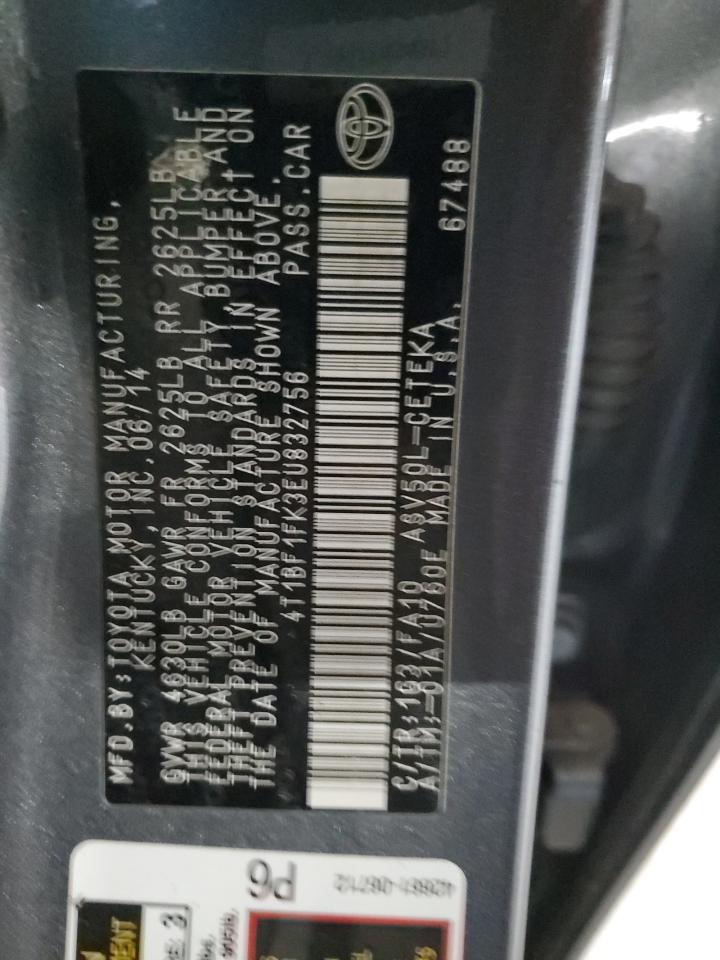 MFD.BY:TOYOTA MOTOR MANUFACTURING,
KENTUCKY, INC. 06/14
GVWR 4630LB GAWR FR 2625LB RR 2625LB
THIS VEHICLE CONFORMS TO ALL APPLICABLE
FEDERAL MOTOR VEHICLE SAFETY BUMPER AND
THEFT PREVENTION STANDARDS IN EFFECT ON
THE DATE OF MANUFACTURE SHOWN ABOVE.
4T1BF1FK3EU832756 PASS.CAR
C/TR:1G3/FA10 ASV50L-CETEKA
A/TM:-01A/U760E MADE IN U.S.A. 67488
P6
3